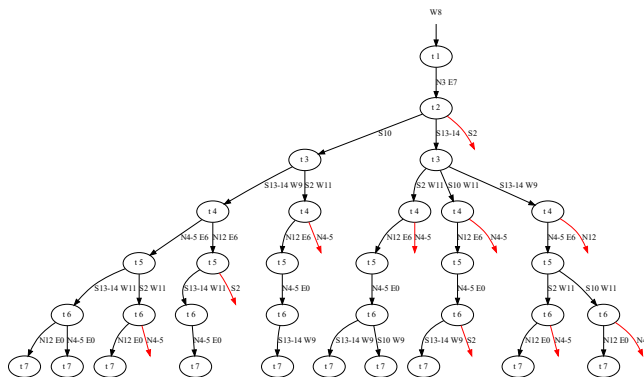 W8
t 1
N3 E7
t 2
S10 S13-14 S2
t 3 t 3
S13-14 W9 S2 W11 S2 W11 S10 W11 S13-14 W9
t 4 t 4 t 4 t 4 t 4
N4-5 E6 N12 E6 N12 E6 N4-5 N12 E6 N4-5 N12 E6 N4-5 N4-5 E6 N12
t 5 t 5 t 5 t 5 t 5 t 5
S13-14 W11 S2 W11 S13-14 W11 S2 N4-5 E0 N4-5 E0 N4-5 E0 S2 W11 S10 W11
t 6 t 6 t 6 t 6 t 6 t 6 t 6 t 6
N12 E0 N4-5 E0 N12 E0 N4-5 N4-5 E0 S13-14 W9 S13-14 W9 S10 W9 S13-14 W9 S2 N12 E0 N4-5 N12 E0
t 7 t 7 t 7 t 7 t 7 t 7 t 7 t 7 t 7 t 7